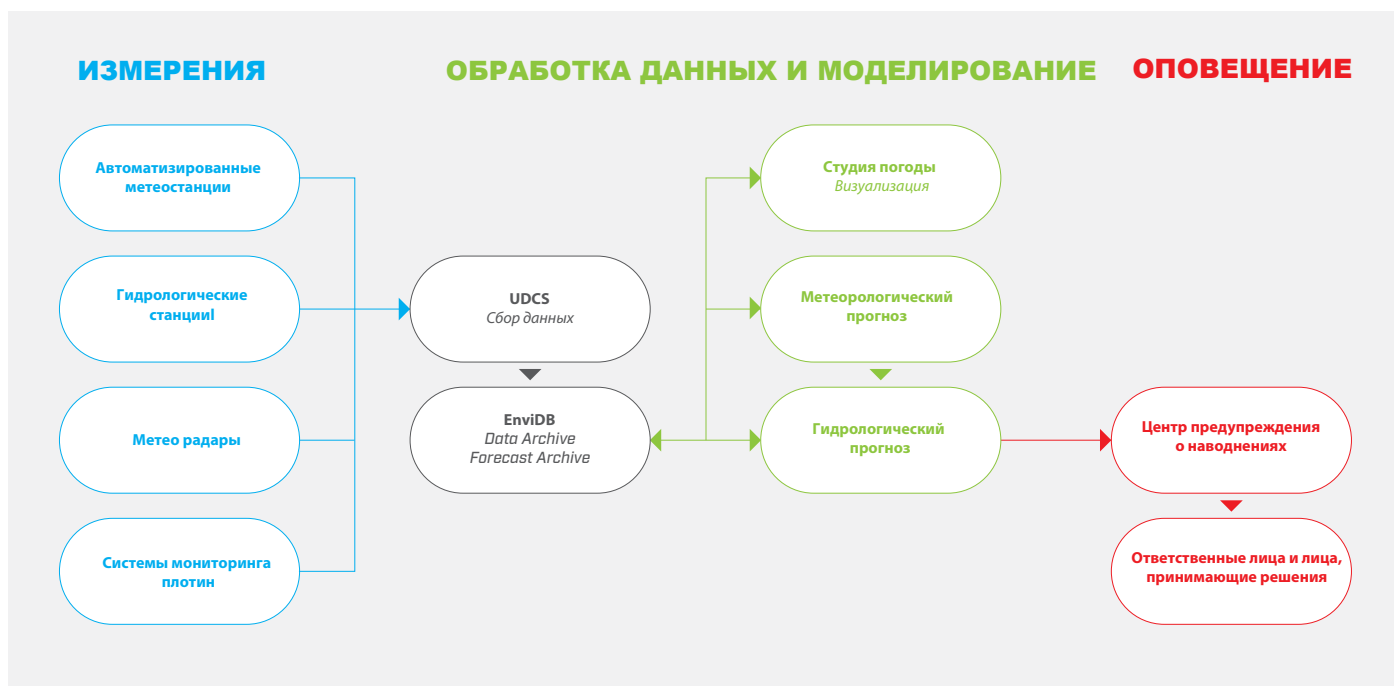 ИЗМЕРЕНИЯ
ОБРАБОТКА ДАННЫХ И МОДЕЛИРОВАНИЕ
ОПОВЕЩЕНИЕ
Автоматизированные
метеостанции
Гидрологические
станцииl
Метео радары
Системы мониторинга
плотин
UDCS
Сбор данных
EnviDB
Data Archive
Forecast Archive
Студия погоды
Визуализация
Метеорологический
прогноз
Гидрологический
прогноз
Центр предупреждения
о наводнениях
Ответственные лица и лица,
принимающие решения